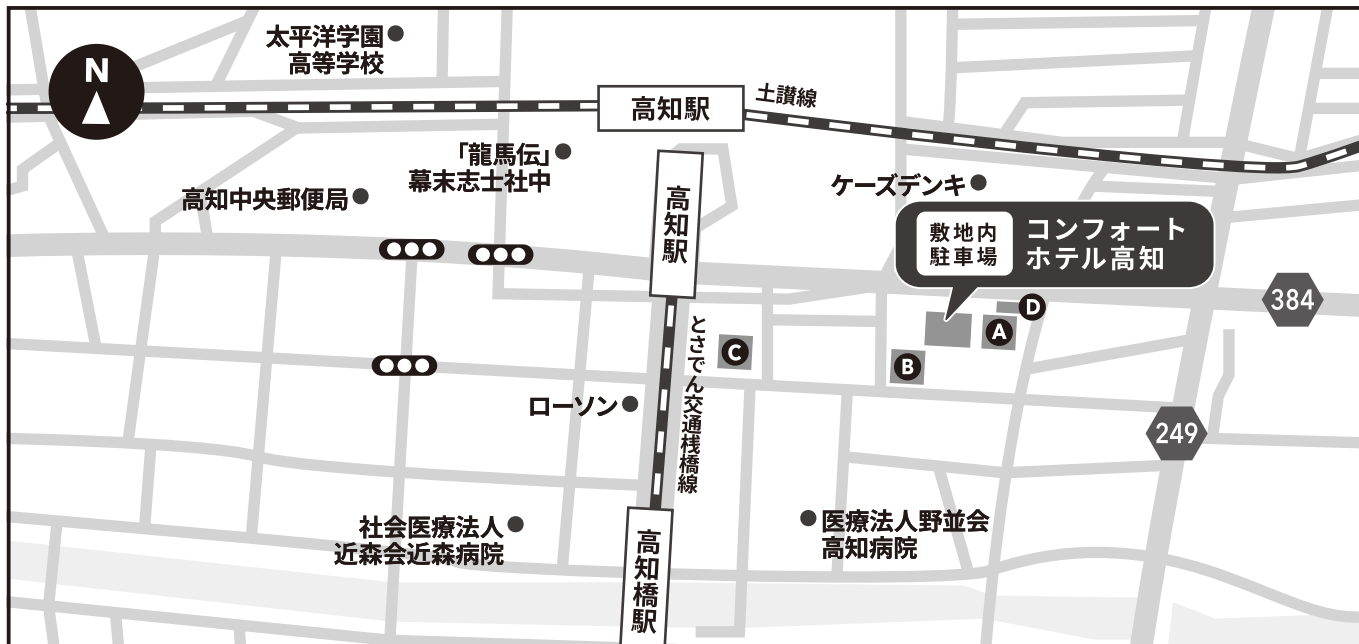 太平洋学園
高等学校
N
高知駅
土讃線
「龍馬伝」
幕末志士社中
高知中央郵便局
高知駅
ケーズデンキ
敷地内
駐車場
コンフォート
ホテル高知
384
D
A
B
C
とさでん交通桟橋線
ローソン
249
社会医療法人
近森会近森病院
医療法人野並会
高知病院
高知橋駅